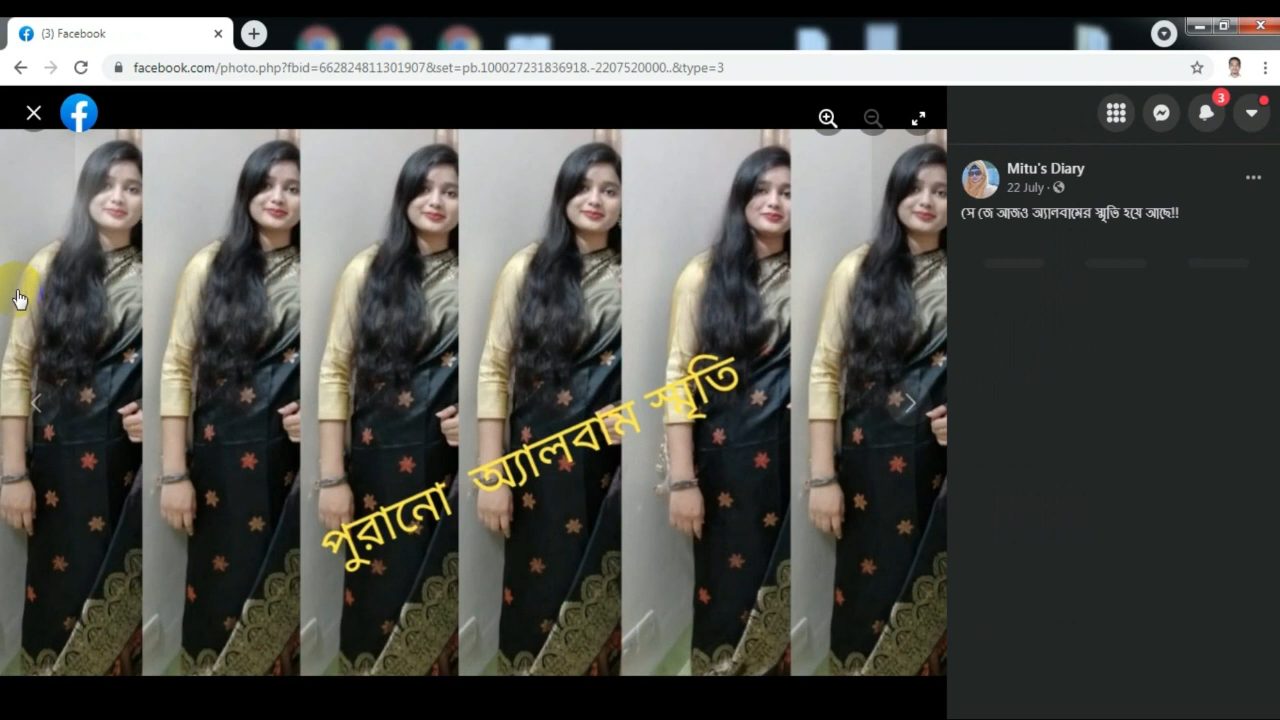 (3) Facebook
facebook.com/photo.php?fbid=662824811301907&set=pb.100027231836918.-2207520000..&type=3
3
Mitu's Diary
22 July ·
সে জে আজও অ্যালবামের স্মৃতি হয়ে আছে!!
পুরানো অ্যালবাম স্মৃতি